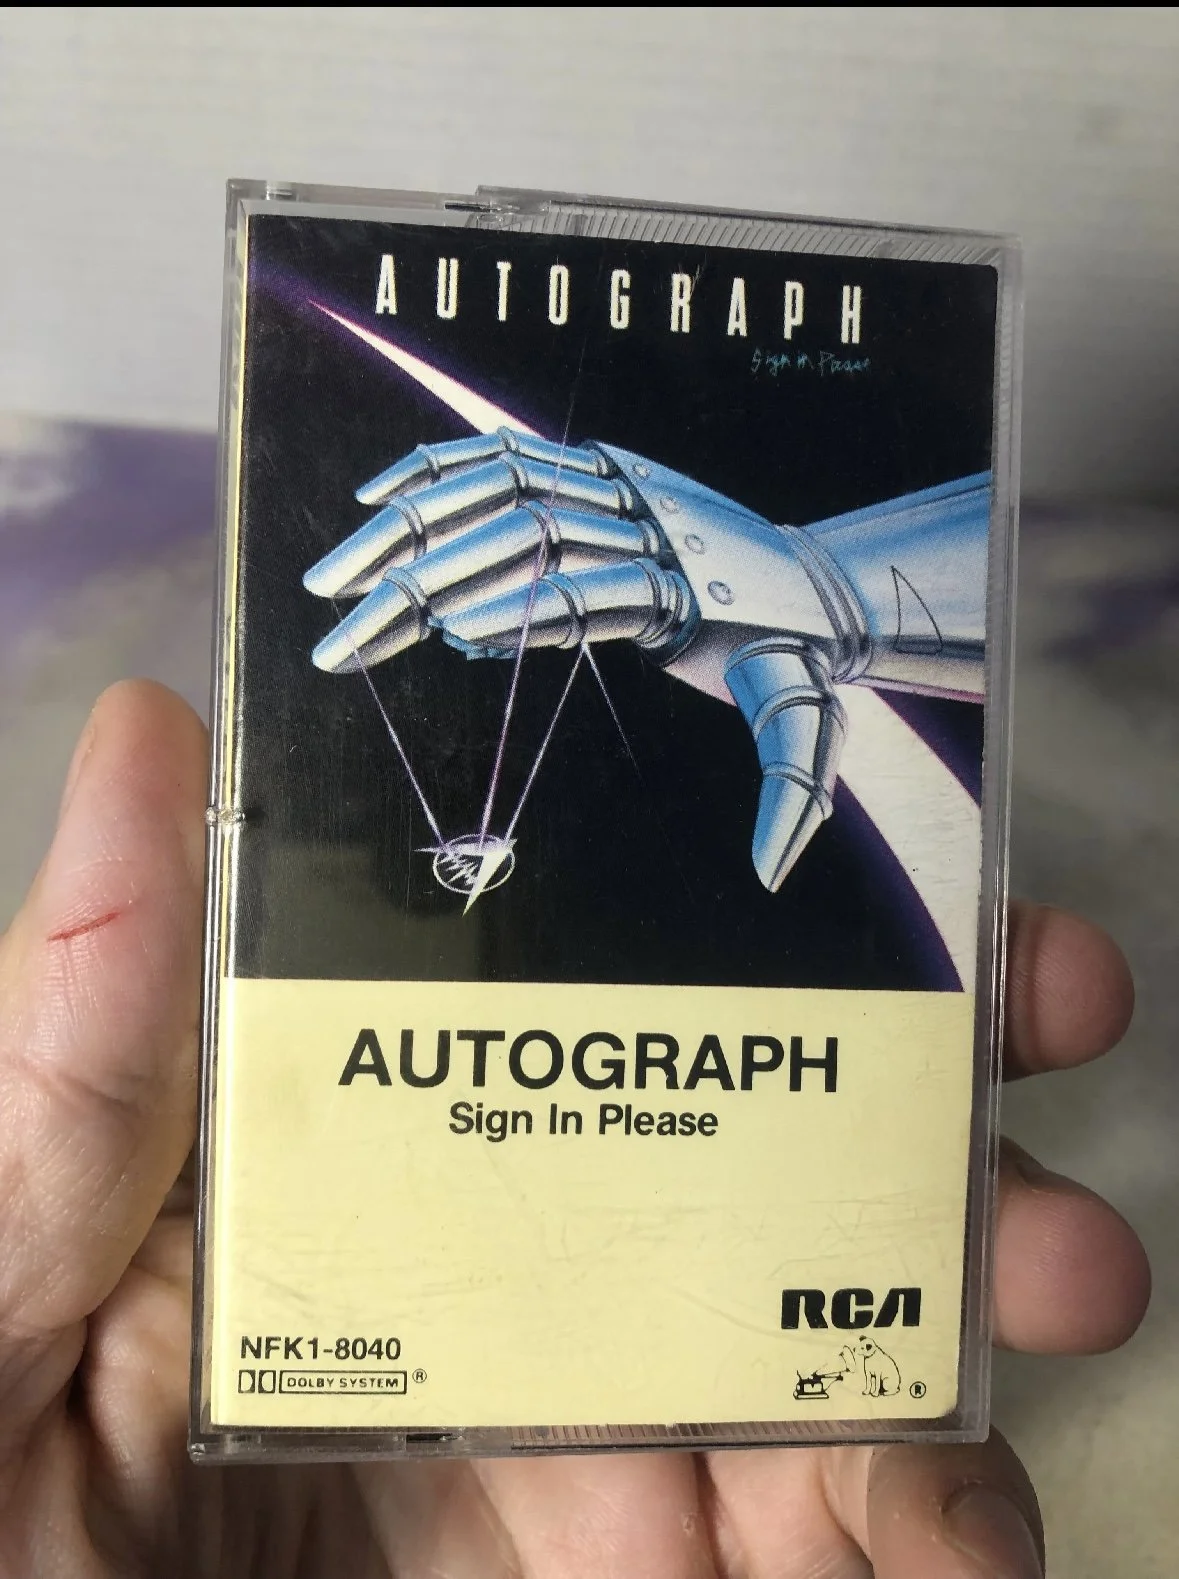 AUTOGRAPH
Sign in Please
AUTOGRAPH
Sign In Please
RCA
NFK1-8040
DOLBY SYSTEM ®
®